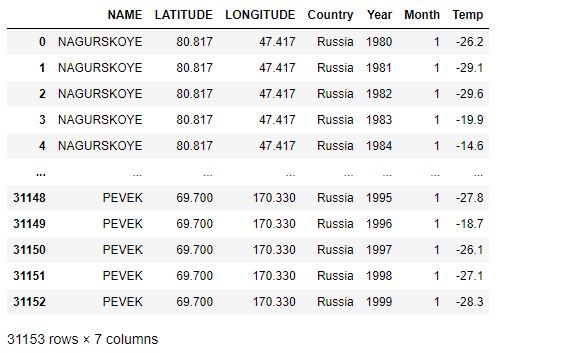 NAME LATITUDE LONGITUDE Country Year Month Temp
0 NAGURSKOYE 80.817 47.417 Russia 1980 1 -26.2
1 NAGURSKOYE 80.817 47.417 Russia 1981 1 -29.1
2 NAGURSKOYE 80.817 47.417 Russia 1982 1 -29.6
3 NAGURSKOYE 80.817 47.417 Russia 1983 1 -19.9
4 NAGURSKOYE 80.817 47.417 Russia 1984 1 -14.6
... ... ... ... ... ... ... ...
31148 PEVEK 69.700 170.330 Russia 1995 1 -27.8
31149 PEVEK 69.700 170.330 Russia 1996 1 -18.7
31150 PEVEK 69.700 170.330 Russia 1997 1 -26.1
31151 PEVEK 69.700 170.330 Russia 1998 1 -27.1
31152 PEVEK 69.700 170.330 Russia 1999 1 -28.3
31153 rows × 7 columns